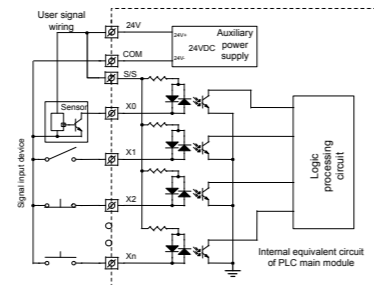 User signal
wiring
24V
24V+
Auxiliary
power
supply
24VDC
COM
24V-
S/S
Sensor
X0
X1
X2
Xn
Signal input device
Logic
processing
circuit
Internal equivalent circuit
of PLC main module